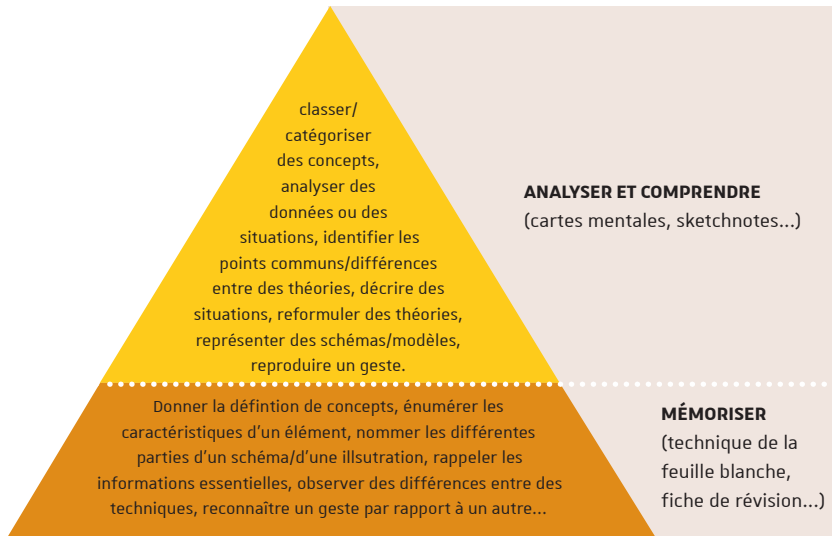 classer/
catégoriser
des concepts,
analyser des
données ou des
situations, identifier les
points communs/différences
entre des théories, décrire des
situations, reformuler des théories,
représenter des schémas/modèles,
reproduire un geste.
ANALYSER ET COMPRENDRE
(cartes mentales, sketchnotes...)
Donner la défintion de concepts, énumérer les
caractéristiques d'un élément, nommer les différentes
parties d'un schéma/d'une illsutration, rappeler les
informations essentielles, observer des différences entre des
techniques, reconnaître un geste par rapport à un autre...
MÉMORISER
(technique de la
feuille blanche,
fiche de révision...)